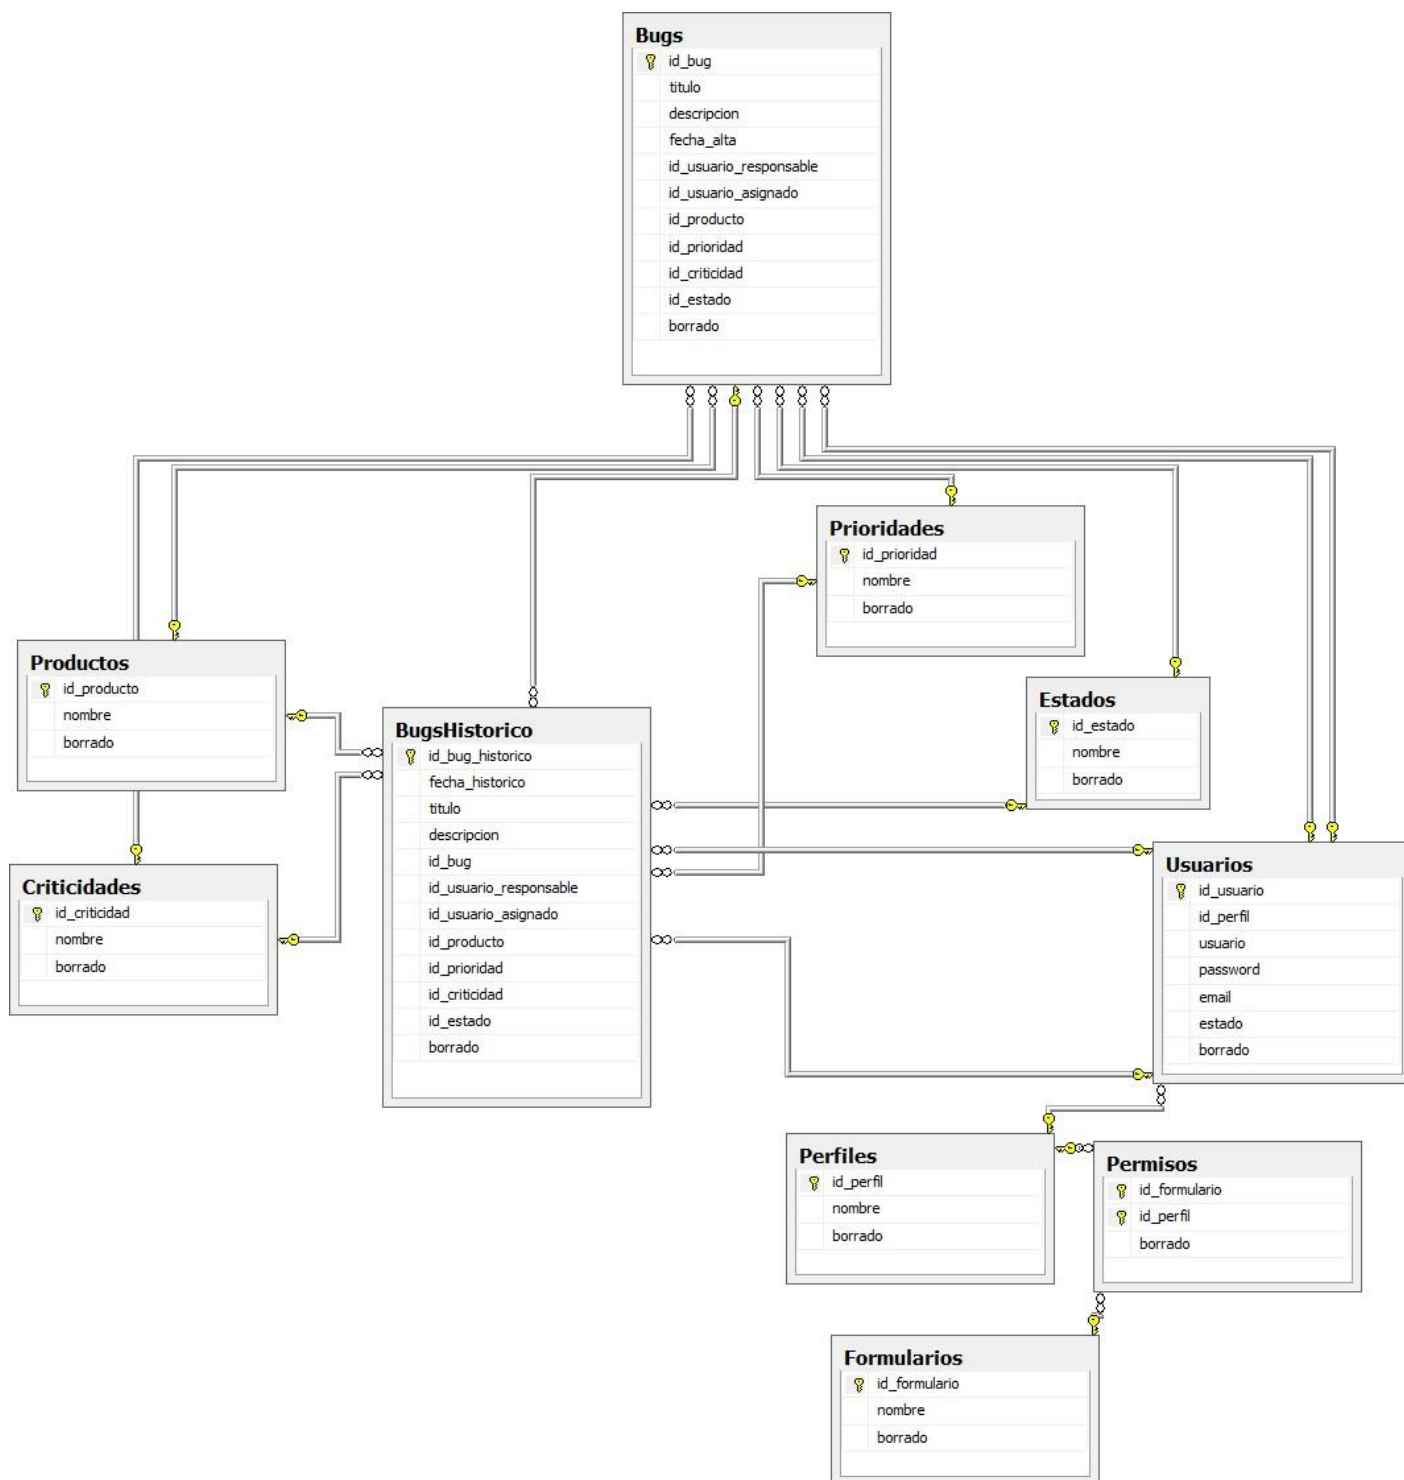 Bugs
id_bug
titulo
descripcion
fecha_alta
id_usuario_responsable
id_usuario_asignado
id_producto
id_prioridad
id_criticidad
id_estado
borrado
Prioridades
id_prioridad
nombre
borrado
Productos
id_producto
nombre
borrado
Estados
id_estado
nombre
borrado
BugsHistorico
id_bug_historico
fecha_historico
titulo
descripcion
id_bug
id_usuario_responsable
id_usuario_asignado
id_producto
id_prioridad
id_criticidad
id_estado
borrado
Criticidades
id_criticidad
nombre
borrado
Usuarios
id_usuario
id_perfil
usuario
password
email
estado
borrado
Perfiles
id_perfil
nombre
borrado
Permisos
id_formulario
id_perfil
borrado
Formularios
id_formulario
nombre
borrado